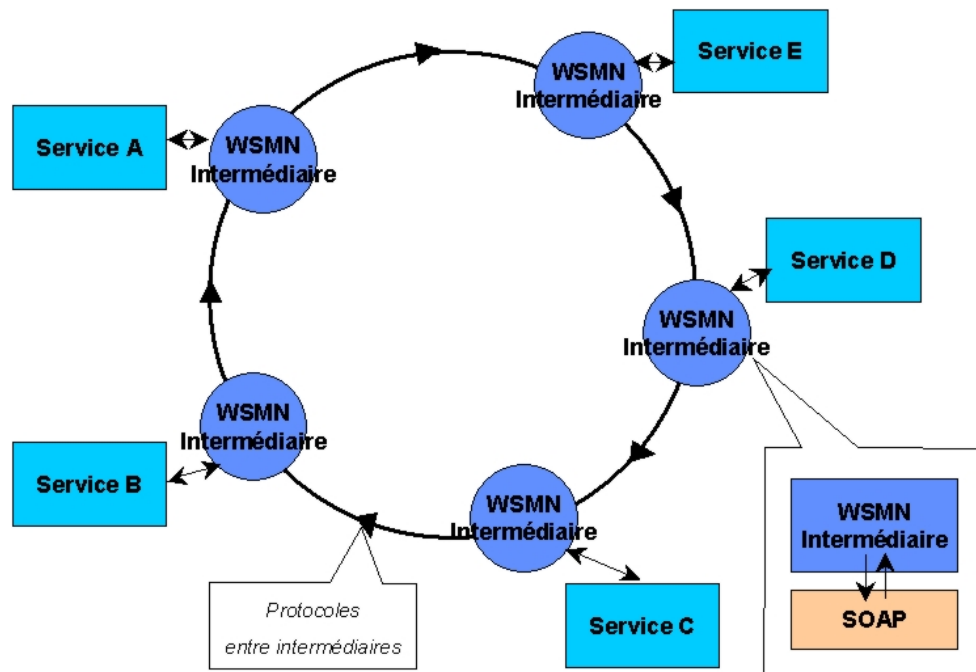 WSMN
Intermédiaire
Service E
Service A
WSMN
Intermédiaire
Service D
WSMN
Intermédiaire
WSMN
Intermédiaire
Service B
WSMN
Intermédiaire
Service C
Protocoles
entre intermédiaires
WSMN
Intermédiaire
SOAP